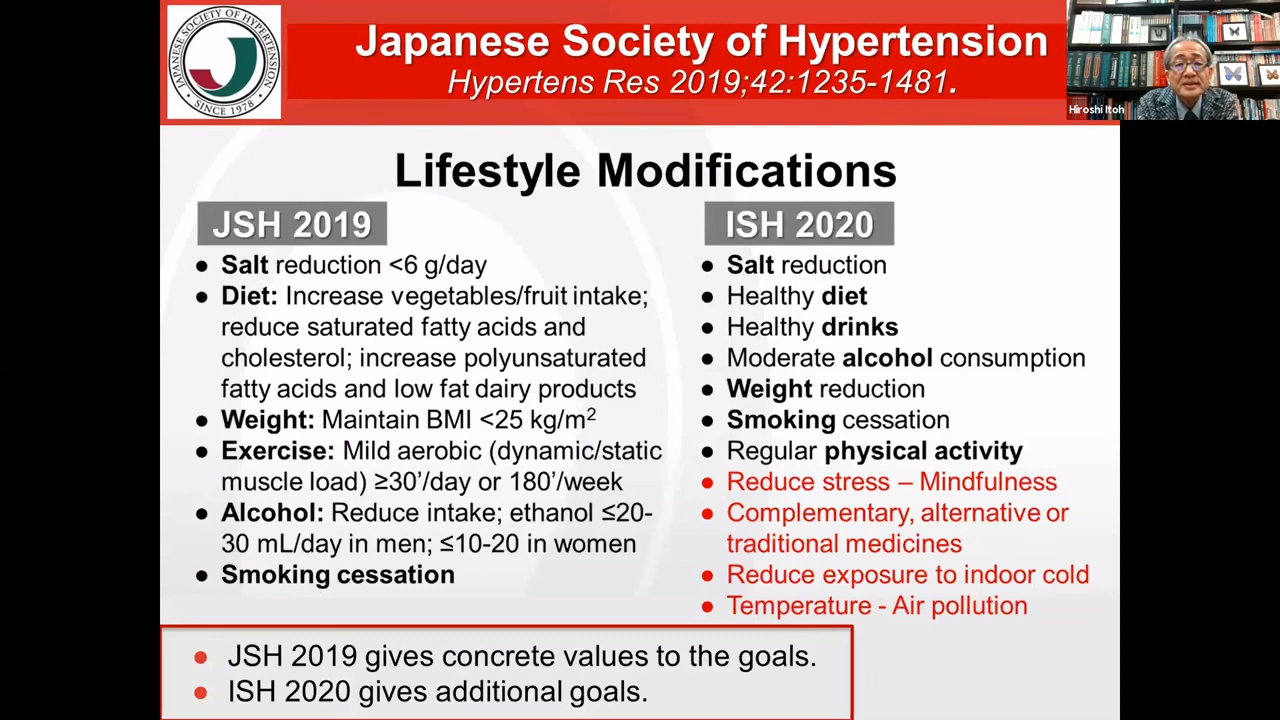 JAPANESE SOCIETY OF HYPERTENSION
SINCE 1978
Japanese Society of Hypertension
Hypertens Res 2019;42:1235-1481.
Hiroshi Itoh
Lifestyle Modifications
JSH 2019
● Salt reduction <6 g/day
● Diet: Increase vegetables/fruit intake;
reduce saturated fatty acids and
cholesterol; increase polyunsaturated
fatty acids and low fat dairy products
● Weight: Maintain BMI <25 kg/m²
● Exercise: Mild aerobic (dynamic/static
muscle load) ≥30’/day or 180’/week
● Alcohol: Reduce intake; ethanol ≤20-
30 mL/day in men; ≤10-20 in women
● Smoking cessation
ISH 2020
● Salt reduction
● Healthy diet
● Healthy drinks
● Moderate alcohol consumption
● Weight reduction
● Smoking cessation
● Regular physical activity
● Reduce stress – Mindfulness
● Complementary, alternative or
traditional medicines
● Reduce exposure to indoor cold
● Temperature - Air pollution
● JSH 2019 gives concrete values to the goals.
● ISH 2020 gives additional goals.